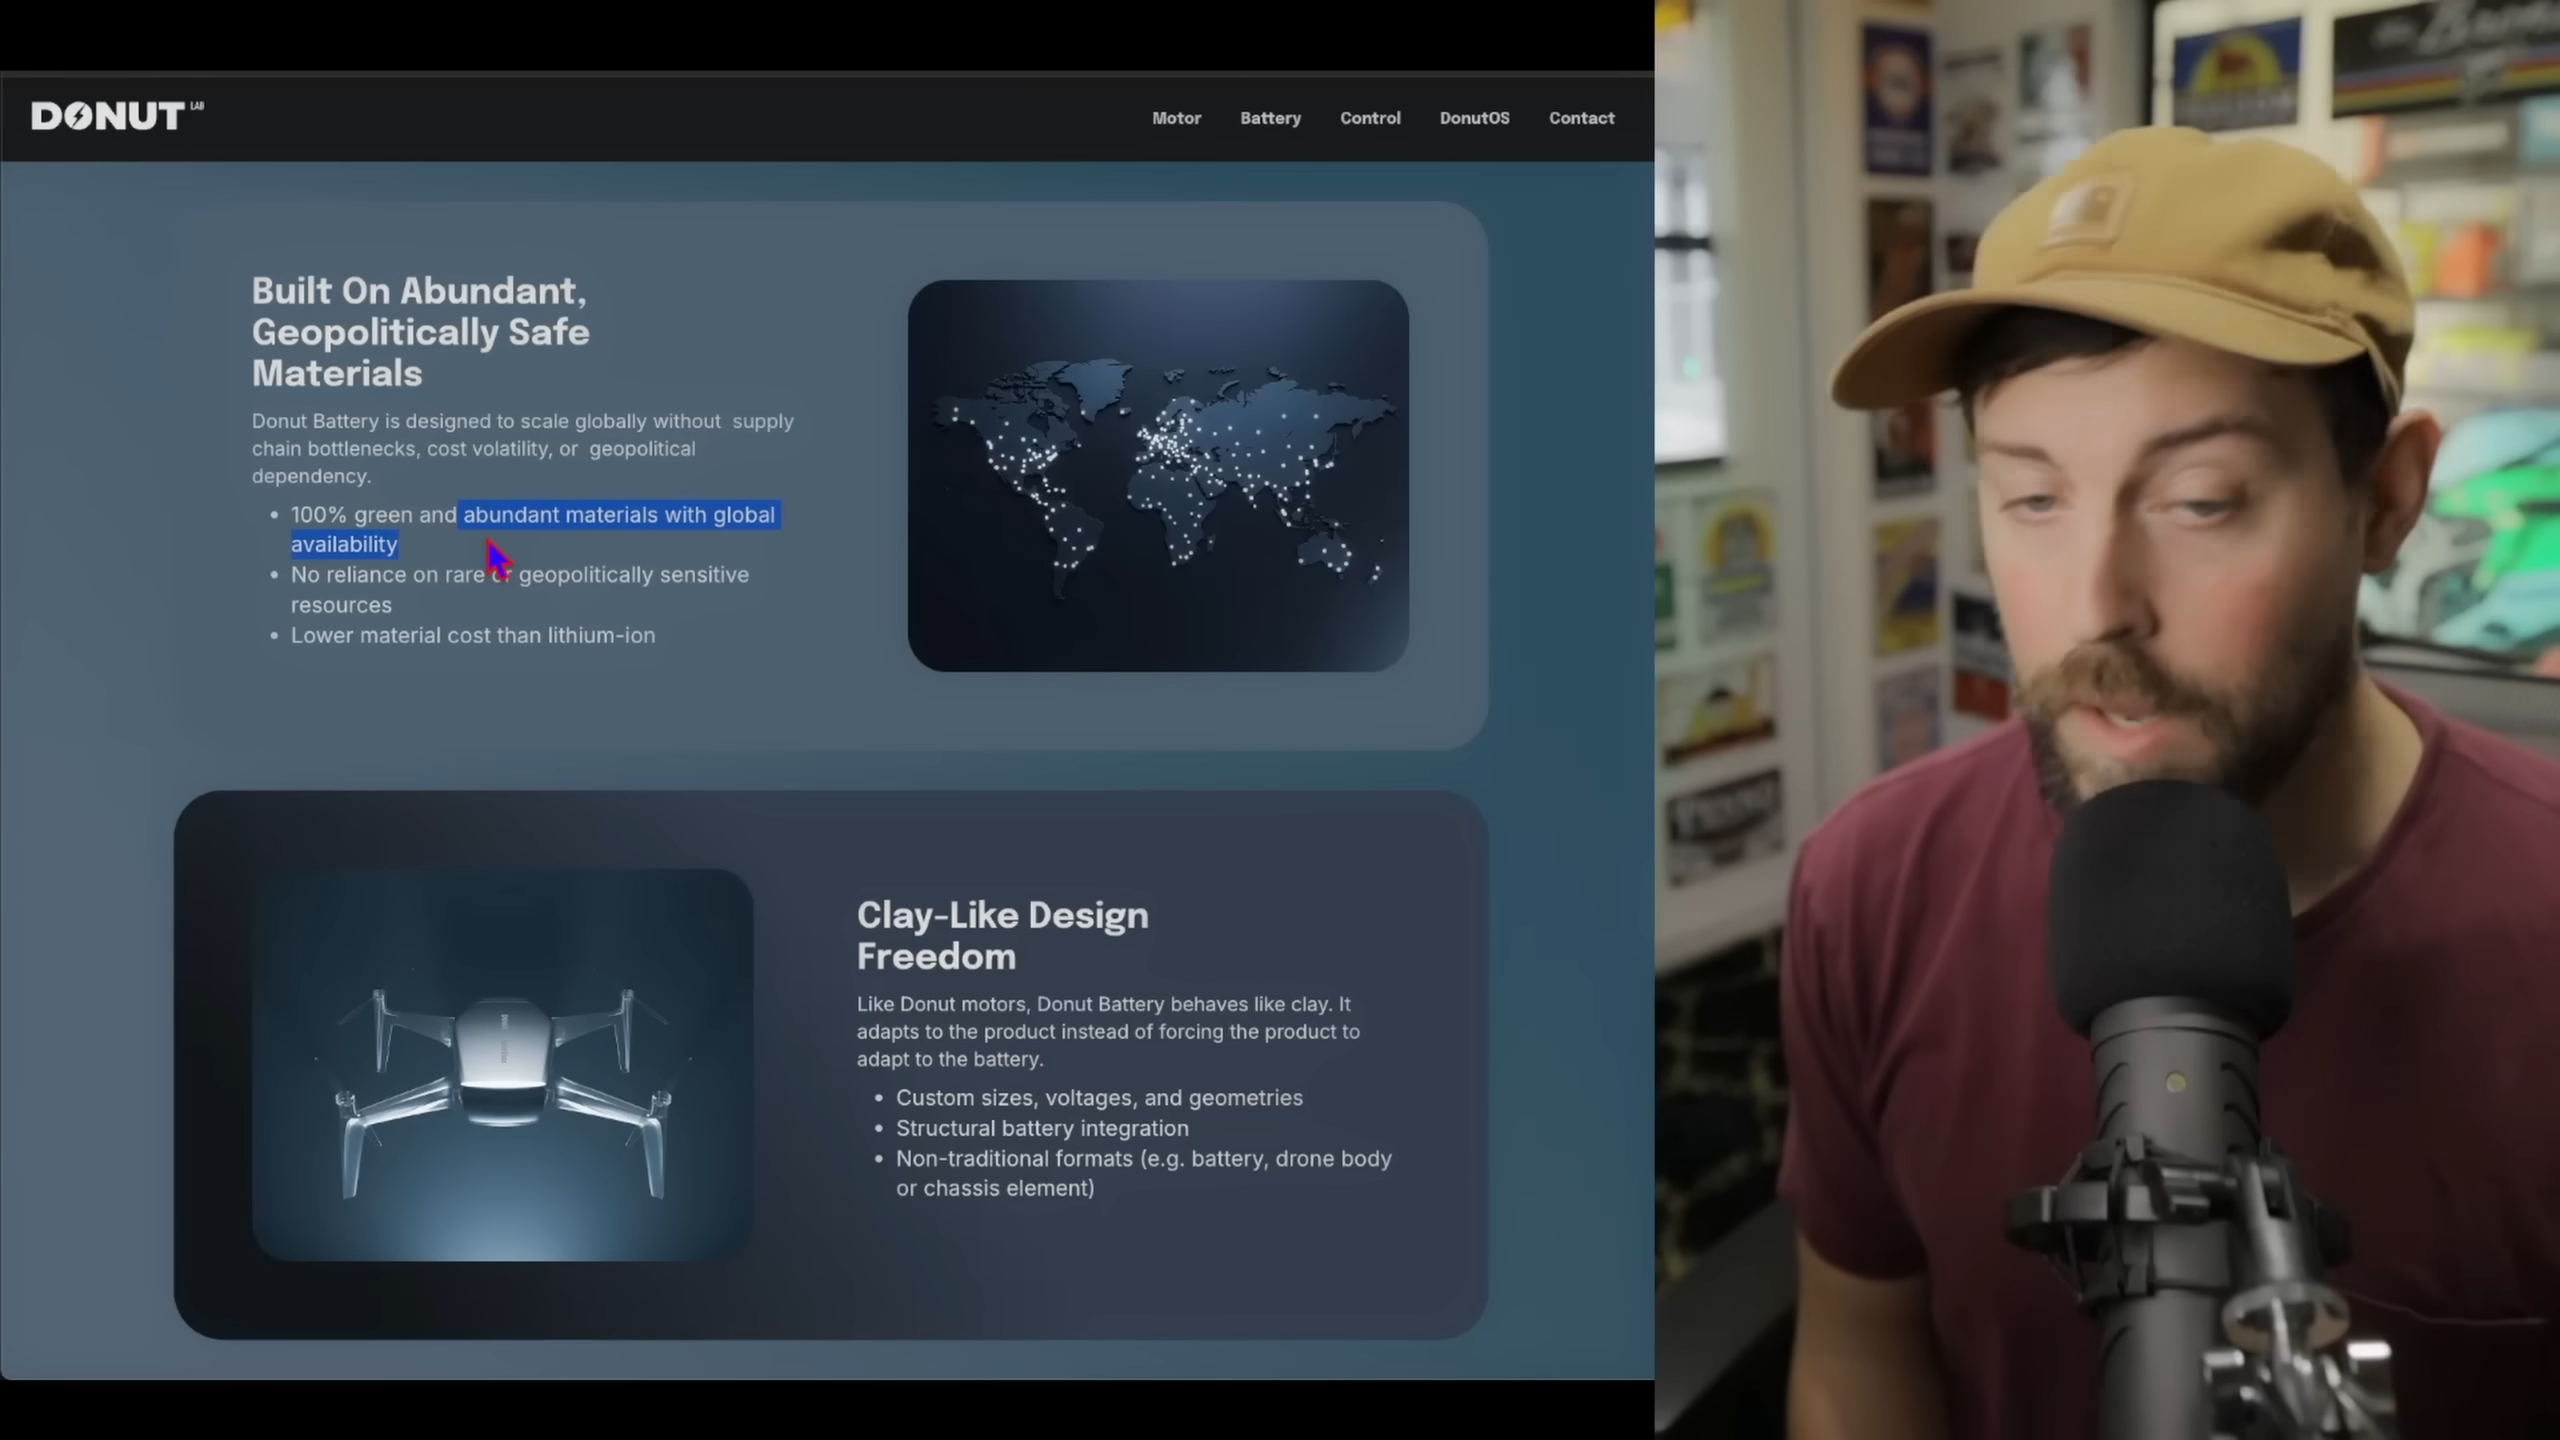 DONUT LAB
Motor Battery Control DonutOS Contact
Built On Abundant,
Geopolitically Safe
Materials
Donut Battery is designed to scale globally without supply
chain bottlenecks, cost volatility, or geopolitical
dependency.
• 100% green and abundant materials with global
availability
• No reliance on rare or geopolitically sensitive
resources
• Lower material cost than lithium-ion
Clay-Like Design
Freedom
Like Donut motors, Donut Battery behaves like clay. It
adapts to the product instead of forcing the product to
adapt to the battery.
• Custom sizes, voltages, and geometries
• Structural battery integration
• Non-traditional formats (e.g. battery, drone body
or chassis element)